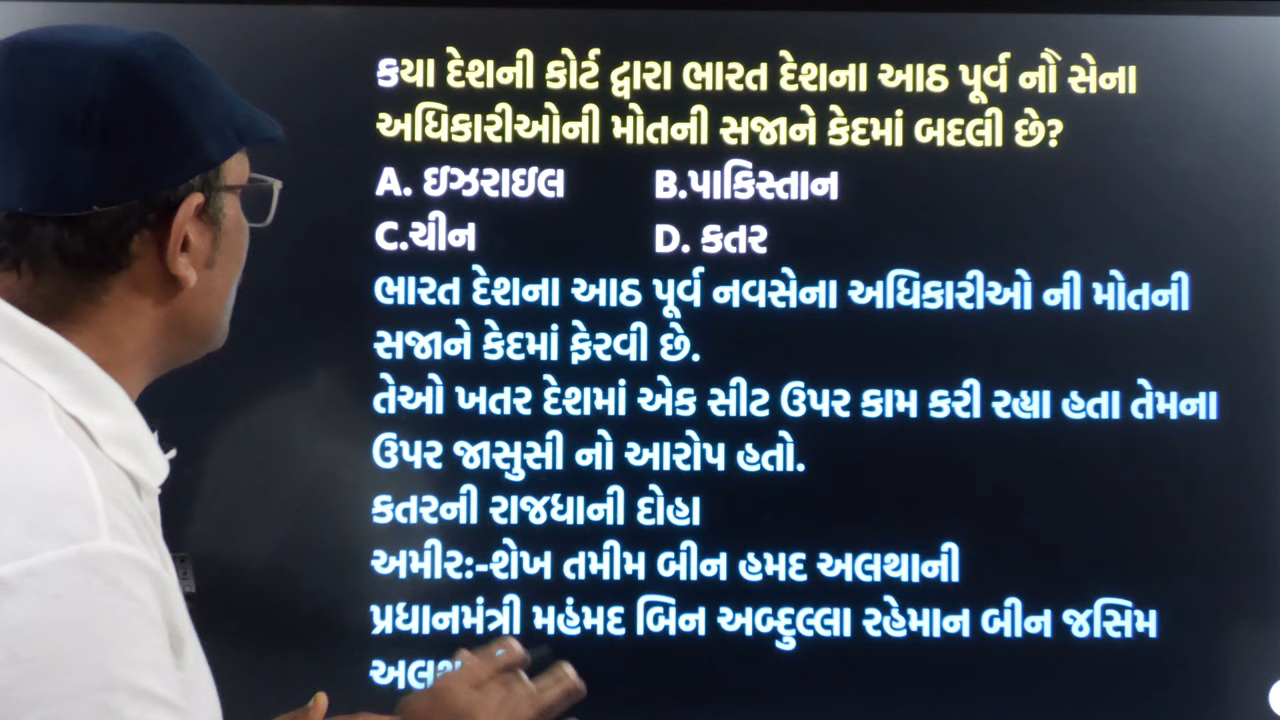 કયા દેશની કોર્ટ દ્વારા ભારત દેશના આઠ પૂર્વ નૌ સેના
અધિકારીઓની મોતની સજાને કેદમાં બદલી છે?
A. ઇઝરાઇલ B.પાકિસ્તાન
C.ચીન D. કતર
ભારત દેશના આઠ પૂર્વ નવસેના અધિકારીઓ ની મોતની
સજાને કેદમાં ફેરવી છે.
તેઓ ખતર દેશમાં એક સીટ ઉપર કામ કરી રહ્યા હતા તેમના
ઉપર જાસુસી નો આરોપ હતો.
કતરની રાજધાની દોહા
અમીર:-શેખ તમીમ બીન હમદ અલથાની
પ્રધાનમંત્રી મહંમદ બિન અબ્દુલ્લા રહેમાન બીન જસિમ